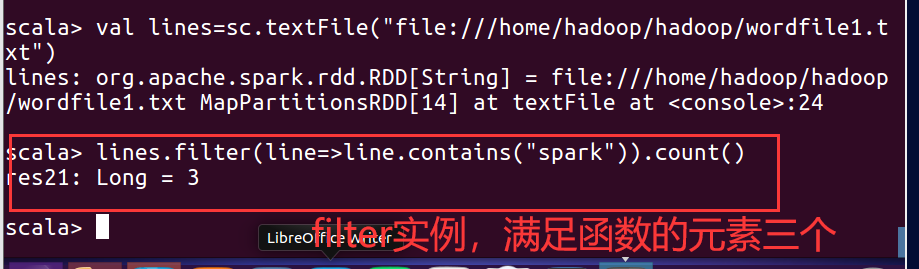 scala> val lines=sc.textFile("file:///home/hadoop/hadoop/wordfile1.t
xt")
lines: org.apache.spark.rdd.RDD[String] = file:///home/hadoop/hadoop
/wordfile1.txt MapPartitionsRDD[14] at textFile at <console>:24
scala> lines.filter(line=>line.contains("spark")).count()
res21: Long = 3
scala>
filter实例，满足函数的元素三个
LibreOffice Writer